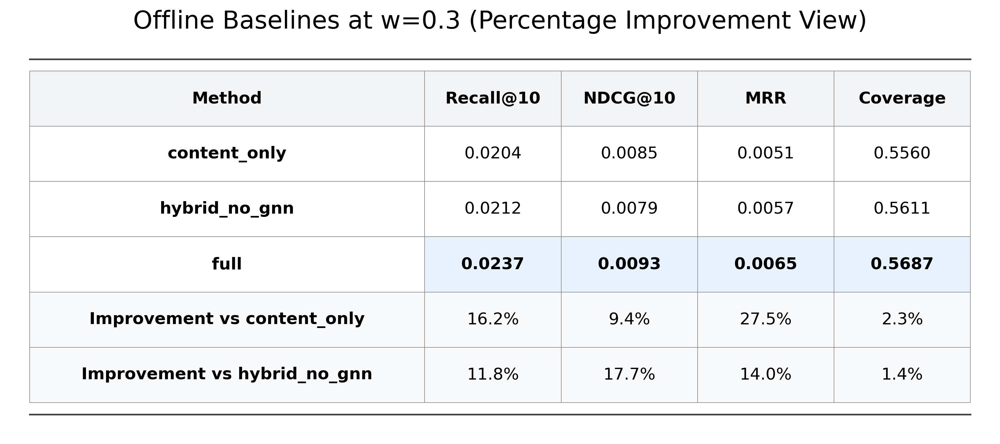 Offline Baselines at w=0.3 (Percentage Improvement View)
Method Recall@10 NDCG@10 MRR Coverage
content_only 0.0204 0.0085 0.0051 0.5560
hybrid_no_gnn 0.0212 0.0079 0.0057 0.5611
full 0.0237 0.0093 0.0065 0.5687
Improvement vs content_only 16.2% 9.4% 27.5% 2.3%
Improvement vs hybrid_no_gnn 11.8% 17.7% 14.0% 1.4%